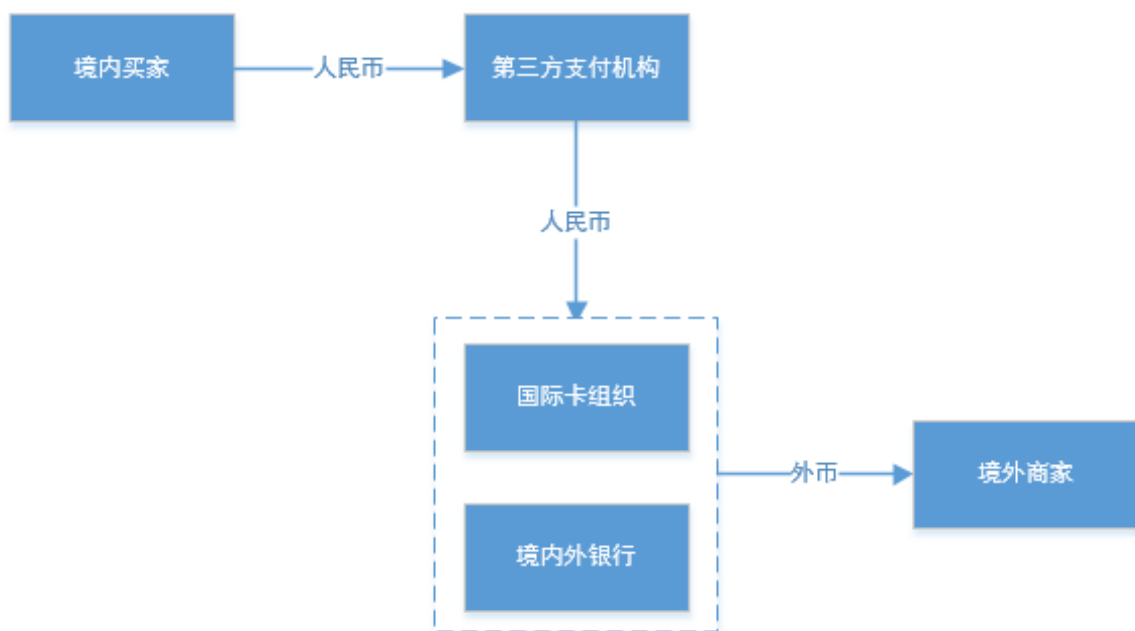 境内买家
人民币
第三方支付机构
人民币
国际卡组织
外币
境外商家
境内外银行